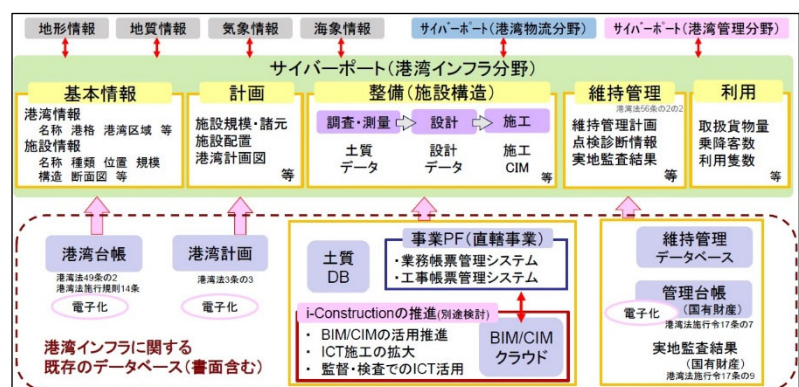 地形情報
地質情報
気象情報
海象情報
サイバーポート(港湾物流分野)
サイバーポート(港湾管理分野)
サイバーポート(港湾インフラ分野)
基本情報
港湾情報
名称 港格 港湾区域 等
施設情報
名称 種類 位置 規模
構造 断面図 等
計画
施設規模・諸元
施設配置
港湾計画図
等
整備(施設構造)
調査・測量
設計
施工
土質
データ
設計
データ
施工
CIM
等
維持管理
港湾法56条の2の2
維持管理計画
点検診断情報
実地監査結果
等
利用
取扱貨物量
乗降客数
利用隻数
等
港湾台帳
港湾法49条の2
港湾法施行規則14条
電子化
港湾計画
港湾法3条の3
電子化
港湾インフラに関する
既存のデータベース(書面含む)
土質
DB
事業PF(直轄事業)
・業務帳票管理システム
・工事帳票管理システム
i-Constructionの推進(別途検討)
・ BIM/CIMの活用推進
・ ICT施工の拡大
・ 監督・検査でのICT活用
BIM/CIM
クラウド
維持管理
データベース
管理台帳
(国有財産)
電子化
港湾法施行令17条の7
実地監査結果
(国有財産)
港湾法施行令17条の9